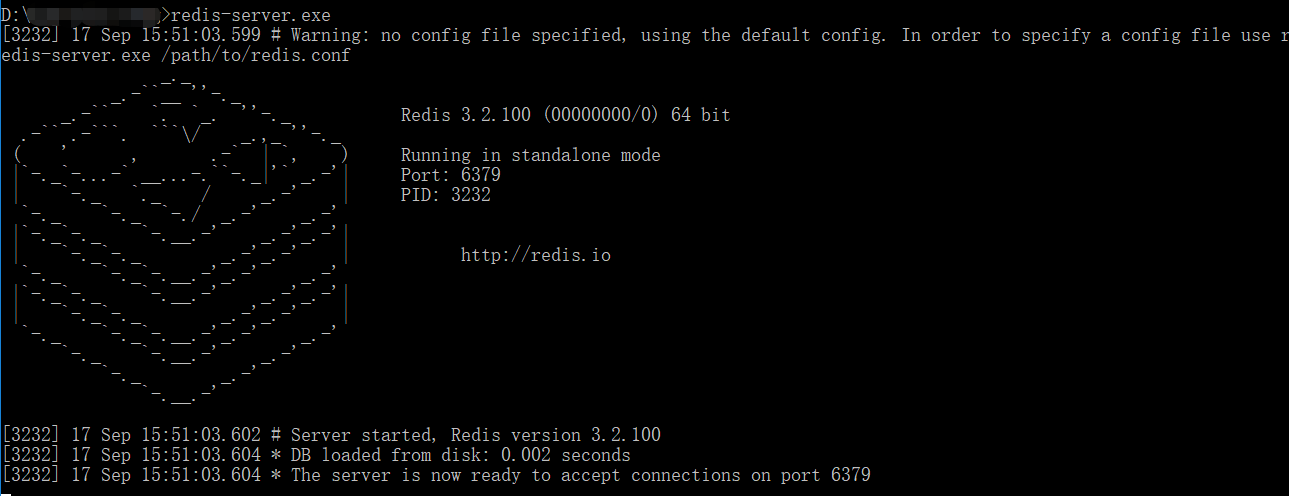 D:\ >redis-server.exe
[3232] 17 Sep 15:51:03.599 # Warning: no config file specified, using the default config. In order to specify a config file use r
edis-server.exe /path/to/redis.conf
Redis 3.2.100 (00000000/0) 64 bit
Running in standalone mode
Port: 6379
PID: 3232
http://redis.io
[3232] 17 Sep 15:51:03.602 # Server started, Redis version 3.2.100
[3232] 17 Sep 15:51:03.604 * DB loaded from disk: 0.002 seconds
[3232] 17 Sep 15:51:03.604 * The server is now ready to accept connections on port 6379